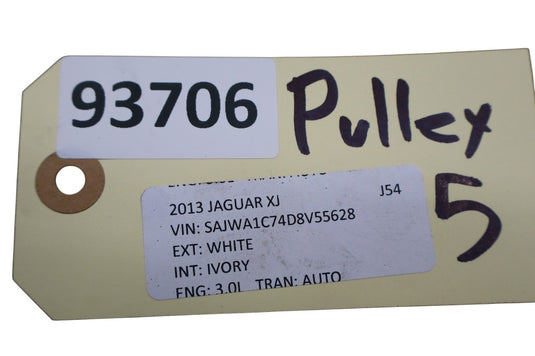 93706
Pulley
5
2013 JAGUAR XJ J54
VIN: SAJWA1C74D8V55628
EXT: WHITE
INT: IVORY
ENG: 3.0L TRAN: AUTO